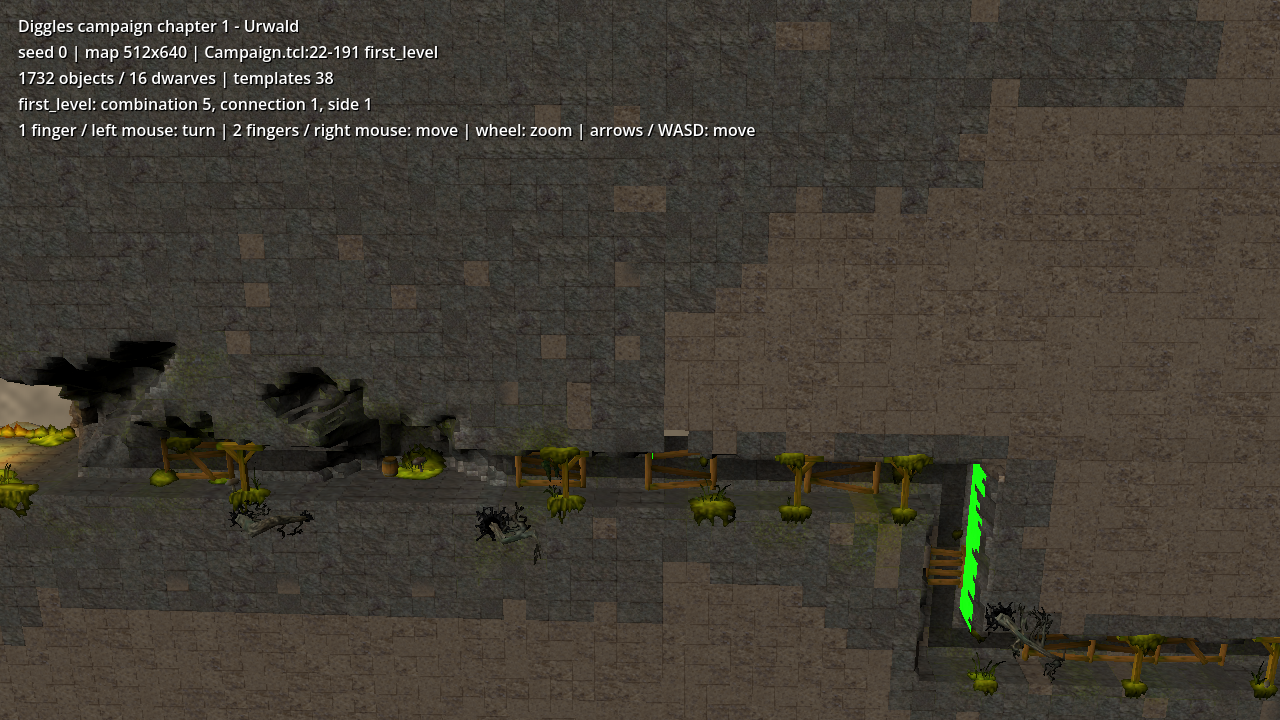 Diggles campaign chapter 1 - Urwald
seed 0 | map 512x640 | Campaign.tcl:22-191 first_level
1732 objects / 16 dwarves | templates 38
first_level: combination 5, connection 1, side 1
1 finger / left mouse: turn | 2 fingers / right mouse: move | wheel: zoom | arrows / WASD: move